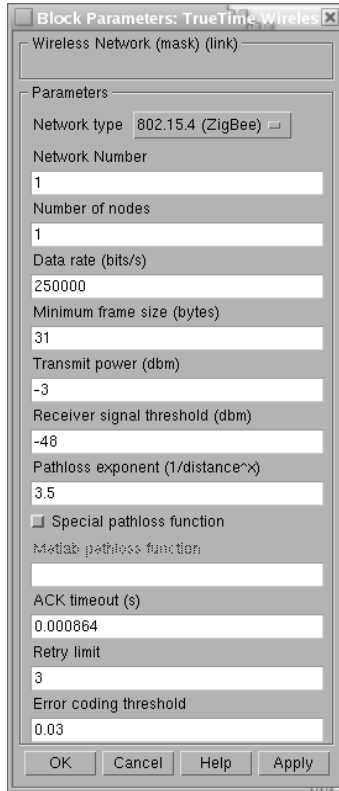 Block Parameters: TrueTime Wireles
Wireless Network (mask) (link)
Parameters
Network type 802.15.4 (ZigBee)
Network Number
1
Number of nodes
1
Data rate (bits/s)
250000
Minimum frame size (bytes)
31
Transmit power (dbm)
-3
Receiver signal threshold (dbm)
-48
Pathloss exponent (1/distance^x)
3.5
Special pathloss function
Matlab pathloss function
ACK timeout (s)
0.000864
Retry limit
3
Error coding threshold
0.03
OK Cancel Help Apply